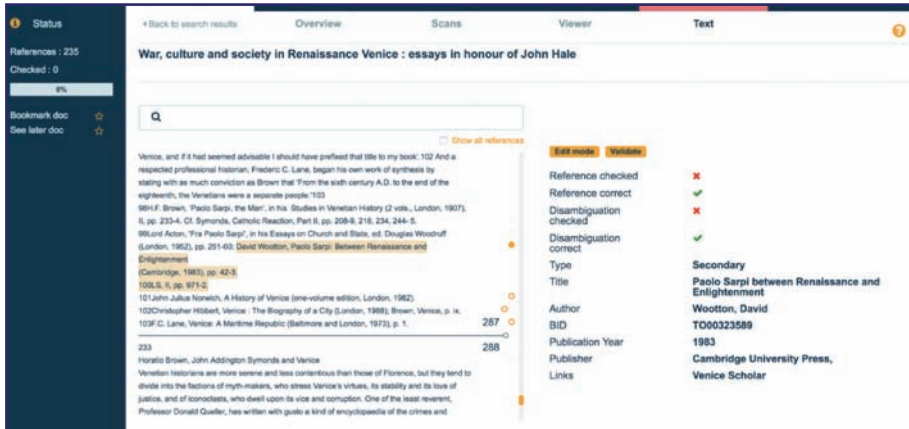 Status
References : 235
Checked : 0
0%
Bookmark doc
See later doc
Back to search results
Overview
Scans
Viewer
Text
?
War, culture and society in Renaissance Venice : essays in honour of John Hale
Show all references
Venice, and if it had seemed advisable I should have prefixed that title to my book'.102 And a
respected professional historian, Frederic C. Lane, began his own work of synthesis by
stating with as much conviction as Brown that 'From the sixth century A.D. to the end of the
eighteenth, the Venetians were a separate people.'103
98H.F. Brown, 'Paolo Sarpi, the Man', in his Studies in Venetian History (2 vols., London, 1907),
II, pp. 233-4. Cf. Symonds, Catholic Reaction, Part II, pp. 208-9, 218, 234, 244- 5.
99Lord Acton, 'Fra Paolo Sarpi', in his Essays on Church and State, ed. Douglas Woodruff
(London, 1952), pp. 251-60; David Wootton, Paolo Sarpi: Between Renaissance and
Enlightenment
(Cambridge, 1983), pp. 42-3.
100LS, II, pp. 971-2.
101John Julius Norwich, A History of Venice (one-volume edition, London, 1982).
102Christopher Hibbert, Venice : The Biography of a City (London, 1988); Brown, Venice, p. ix.
103F.C. Lane, Venice: A Maritime Republic (Baltimore and London, 1973), p. 1.
287
233
288
Horatio Brown, John Addington Symonds and Venice
Venetian historians are more serene and less contentious than those of Florence, but they tend to
divide into the factions of myth-makers, who stress Venice's virtues, its stability and its love of
justice, and of iconoclasts, who dwell upon its vice and corruption. One of the least reverent,
Professor Donald Queller, has written with gusto a kind of encyclopaedia of the crimes and
Edit mode
Validate
Reference checked
Reference correct
Disambiguation
checked
Disambiguation
correct
Type Secondary
Title Paolo Sarpi between Renaissance and
Enlightenment
Author Wootton, David
BID TO00323589
Publication Year 1983
Publisher Cambridge University Press,
Links Venice Scholar